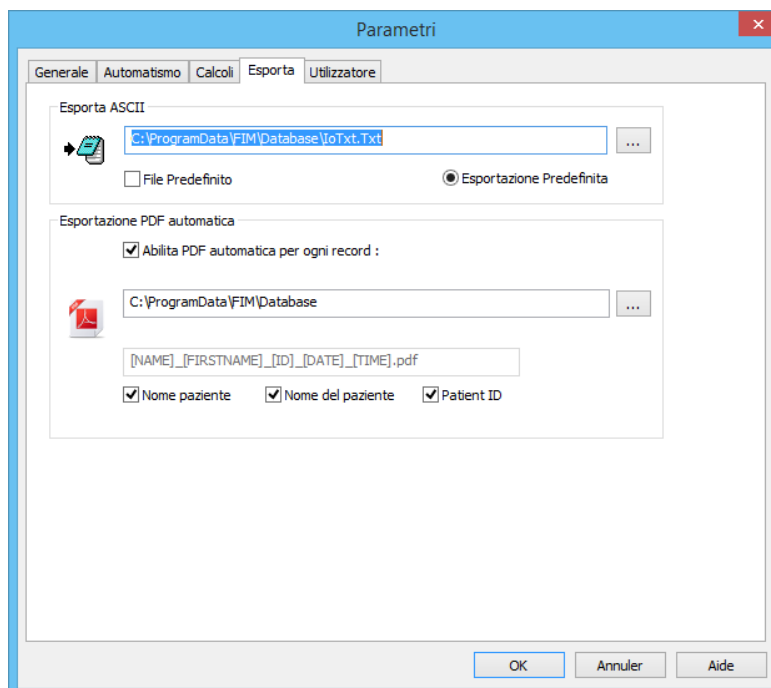 Parametri
Generale Automatismo Calcoli Esporta Utilizzatore
Esporta ASCII
C:\ProgramData\FIM\Database\IoTxt.Txt
...
File Predefinito Esportazione Predefinita
Esportazione PDF automatica
Abilita PDF automatica per ogni record :
C:\ProgramData\FIM\Database
...
[NAME]_[FIRSTNAME]_[ID]_[DATE]_[TIME].pdf
Nome paziente Nome del paziente Patient ID
OK Annuler Aide